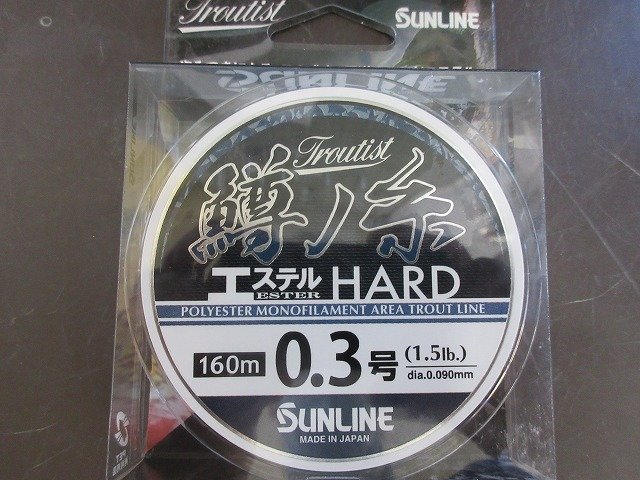 Troutist
SUNLINE
SUNLINE
Troutist
鱒ノ糸
エステル HARD
ESTER
POLYESTER MONOFILAMENT AREA TROUT LINE
160m 0.3号 (1.5lb.)
dia.0.090mm
SUNLINE
MADE IN JAPAN